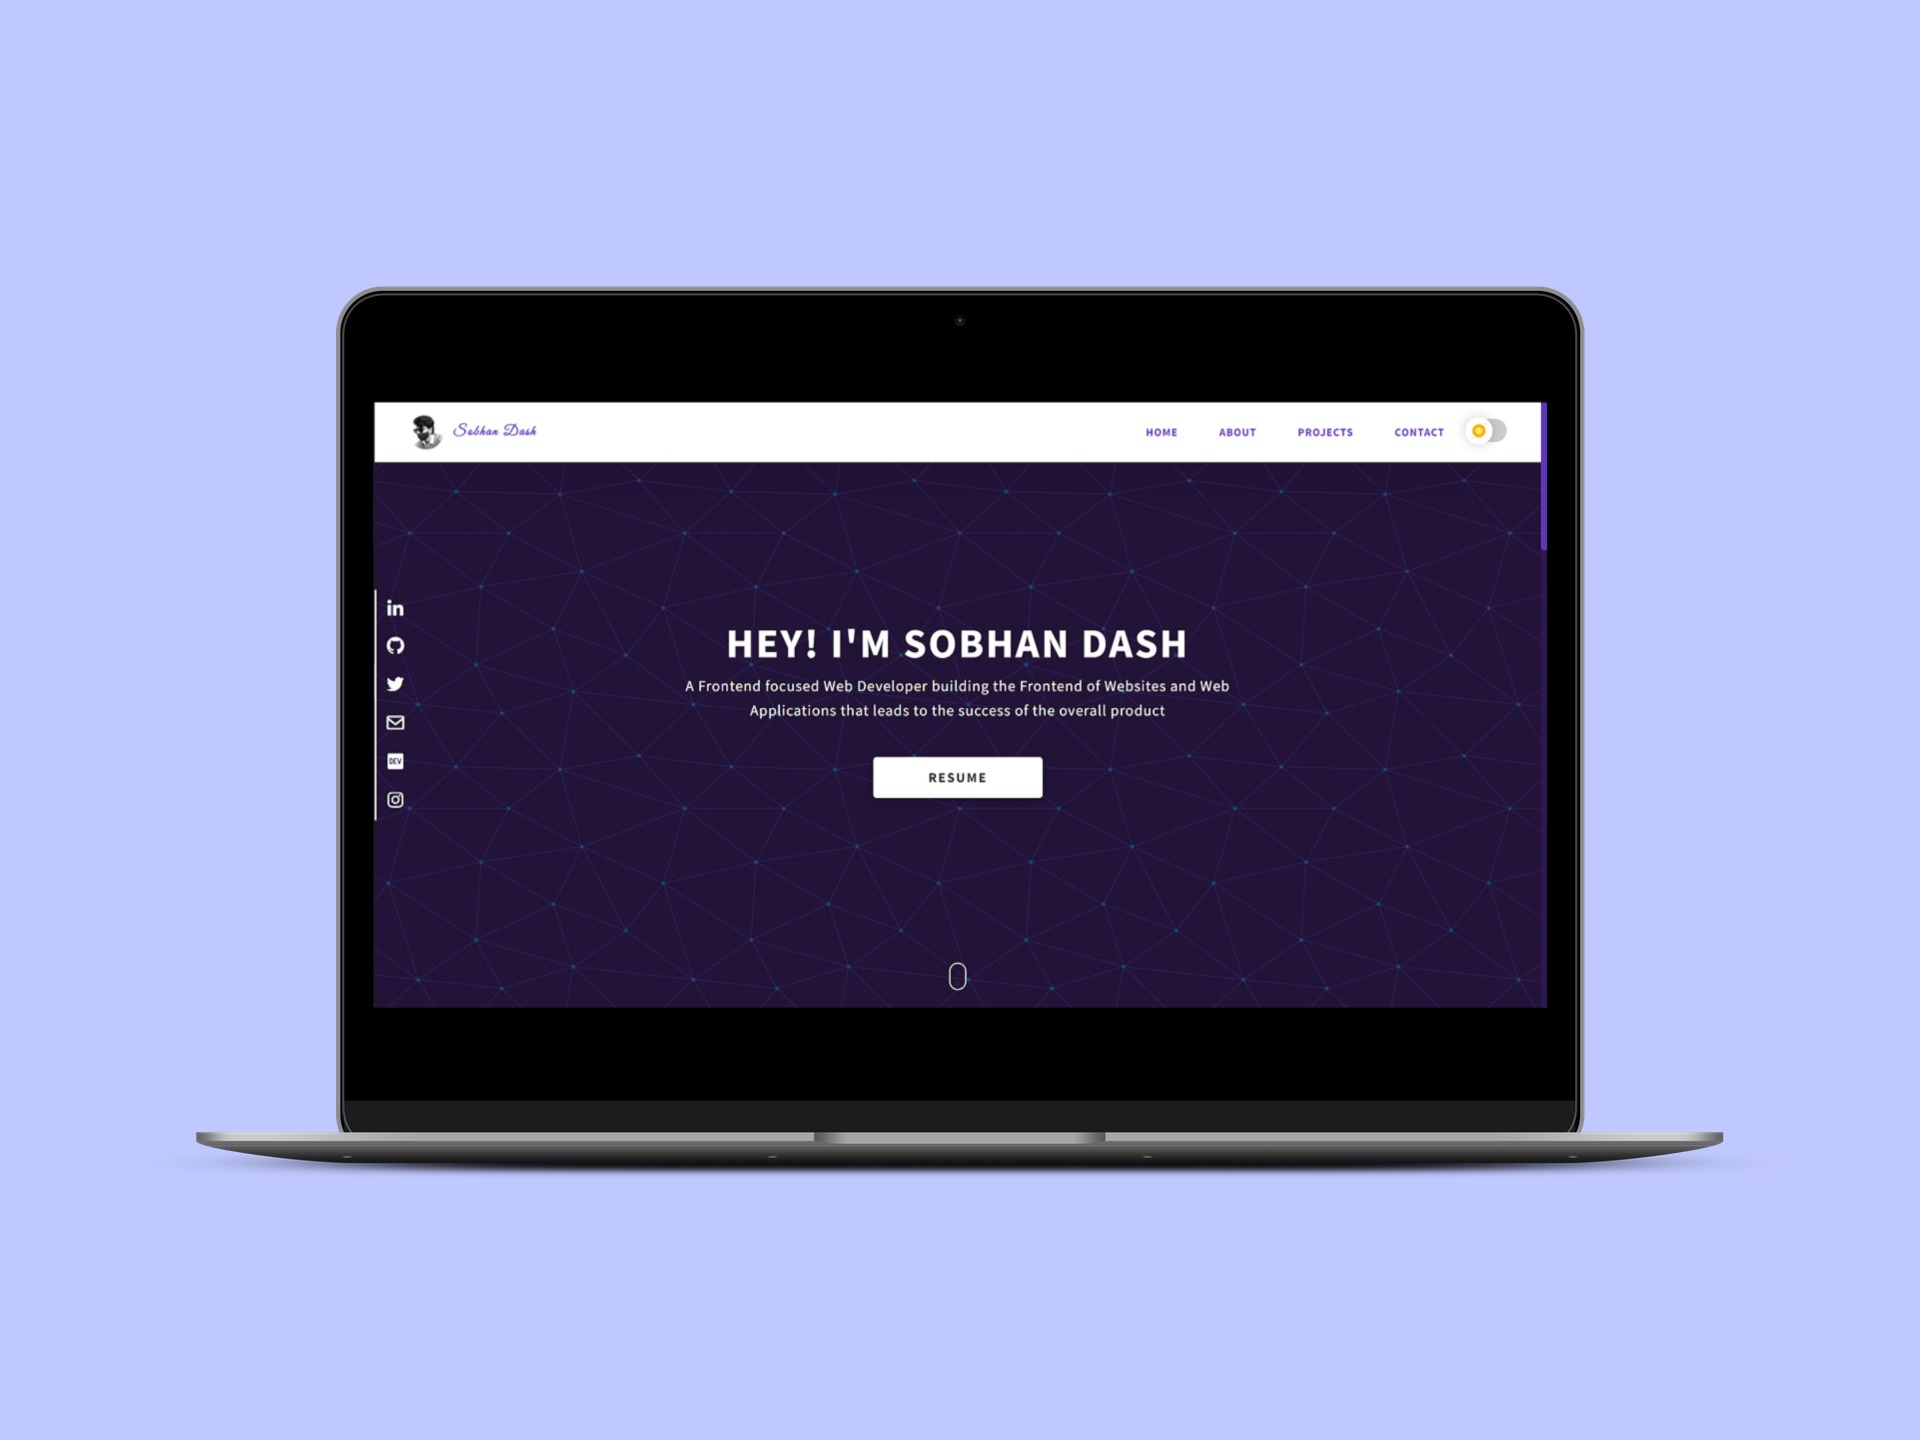 Sobhan Dash
HOME ABOUT PROJECTS CONTACT
in
HEY! I'M SOBHAN DASH
A Frontend focused Web Developer building the Frontend of Websites and Web
Applications that leads to the success of the overall product
DEV
RESUME